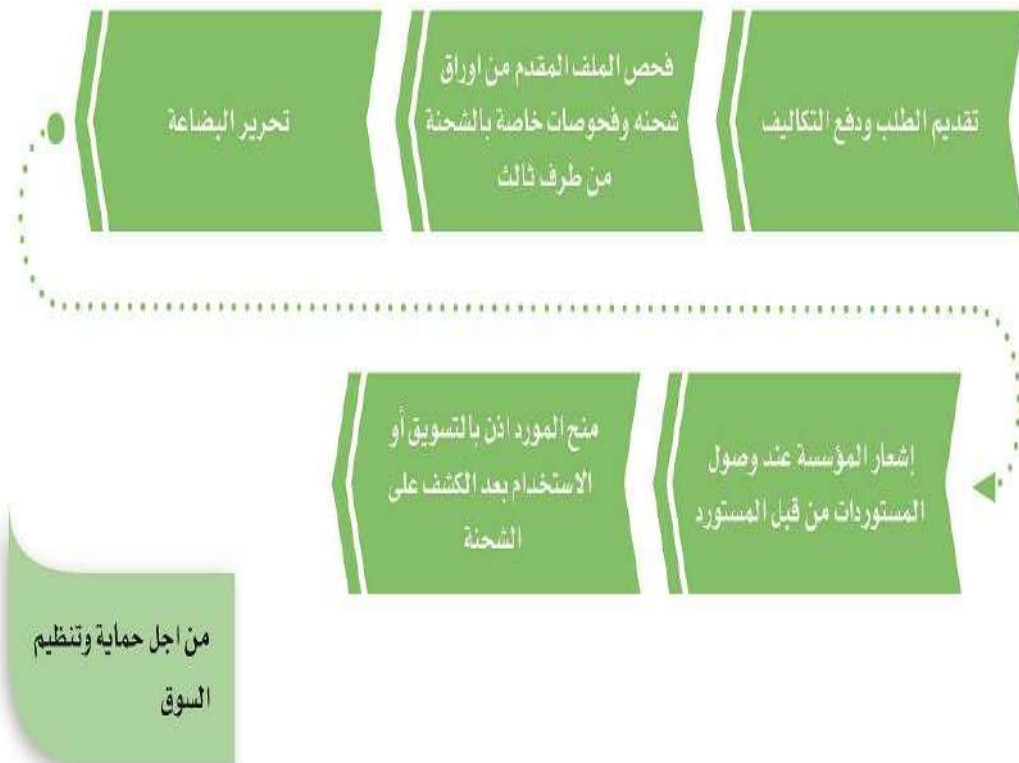 تقديم الطلب ودفع التكاليف
فحص الملف المقدم من اوراق
شحنه وفحوصات خاصة بالشحنة
من طرف ثالث
تحرير البضاعة
إشعار المؤسسة عند وصول
المستوردات من قبل المستورد
منح المورد اذن بالتسويق أو
الاستخدام بعد الكشف على
الشحنة
من اجل حماية وتنظيم
السوق